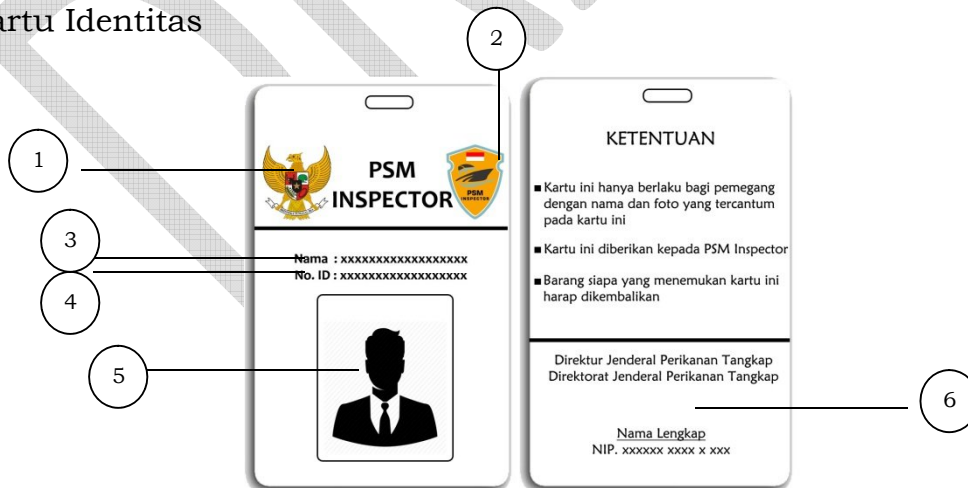 artu Identitas
2
1
3
4
5
6
PSM
INSPECTOR
PSM
INSPECTOR
Nama : xxxxxxxxxxxxxxxxxx
No. ID : xxxxxxxxxxxxxxxxxx
KETENTUAN
Kartu ini hanya berlaku bagi pemegang
dengan nama dan foto yang tercantum
pada kartu ini
Kartu ini diberikan kepada PSM Inspector
Barang siapa yang menemukan kartu ini
harap dikembalikan
Direktur Jenderal Perikanan Tangkap
Direktorat Jenderal Perikanan Tangkap
Nama Lengkap
NIP. xxxxxx xxxx x xxx